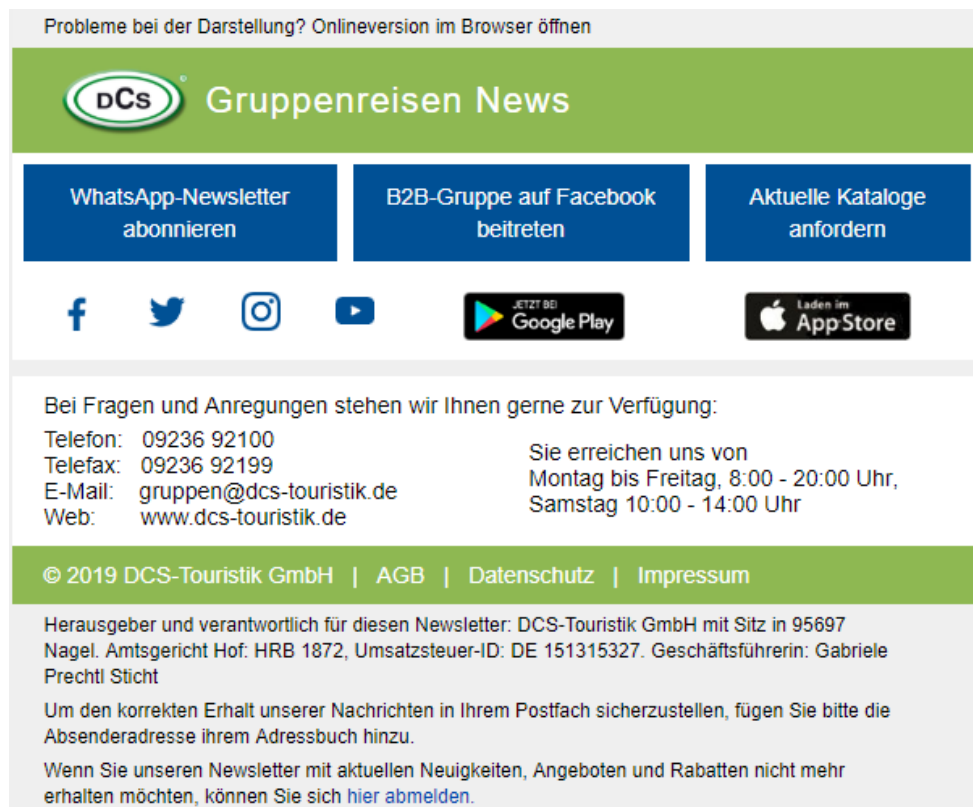 Probleme bei der Darstellung? Onlineversion im Browser öffnen
DCS Gruppenreisen News
WhatsApp-Newsletter abonnieren
B2B-Gruppe auf Facebook beitreten
Aktuelle Kataloge anfordern
JETZT BEI Google Play
Laden im App Store
Bei Fragen und Anregungen stehen wir Ihnen gerne zur Verfügung:
Telefon: 09236 92100
Telefax: 09236 92199
E-Mail: gruppen@dcs-touristik.de
Web: www.dcs-touristik.de
Sie erreichen uns von
Montag bis Freitag, 8:00 - 20:00 Uhr,
Samstag 10:00 - 14:00 Uhr
© 2019 DCS-Touristik GmbH | AGB | Datenschutz | Impressum
Herausgeber und verantwortlich für diesen Newsletter: DCS-Touristik GmbH mit Sitz in 95697
Nagel. Amtsgericht Hof: HRB 1872, Umsatzsteuer-ID: DE 151315327. Geschäftsführerin: Gabriele
Prechtl Sticht
Um den korrekten Erhalt unserer Nachrichten in Ihrem Postfach sicherzustellen, fügen Sie bitte die
Absenderadresse ihrem Adressbuch hinzu.
Wenn Sie unseren Newsletter mit aktuellen Neuigkeiten, Angeboten und Rabatten nicht mehr
erhalten möchten, können Sie sich hier abmelden.